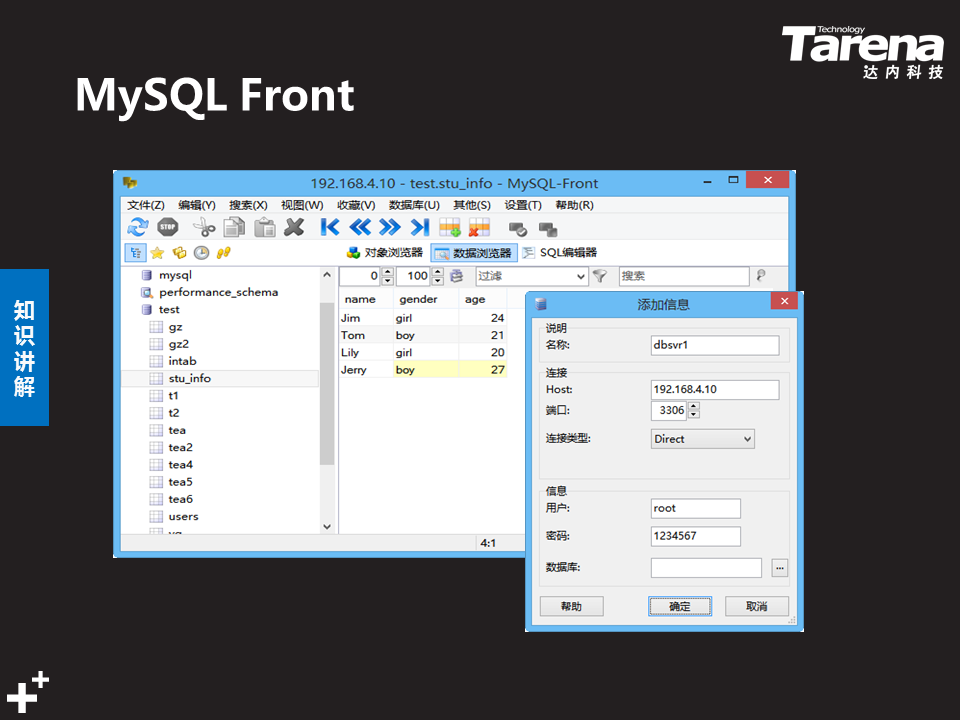 Technology
Tarena
达内科技
MySQL Front
知识讲解
192.168.4.10 - test.stu_info - MySQL-Front
文件(Z) 编辑(Y) 搜索(X) 视图(W) 收藏(V) 数据库(U) 其他(S) 设置(T) 帮助(R)
STOP
对象浏览器 数据浏览器 SQL编辑器
mysql
performance_schema
test
gz
gz2
intab
stu_info
t1
t2
tea
tea2
tea4
tea5
tea6
users
0 100 过滤 搜索
name gender age
Jim girl 24
Tom boy 21
Lily girl 20
Jerry boy 27
4:1
添加信息
说明
名称: dbsvr1
连接
Host: 192.168.4.10
端口: 3306
连接类型: Direct
信息
用户: root
密码: 1234567
数据库: ...
帮助 确定 取消